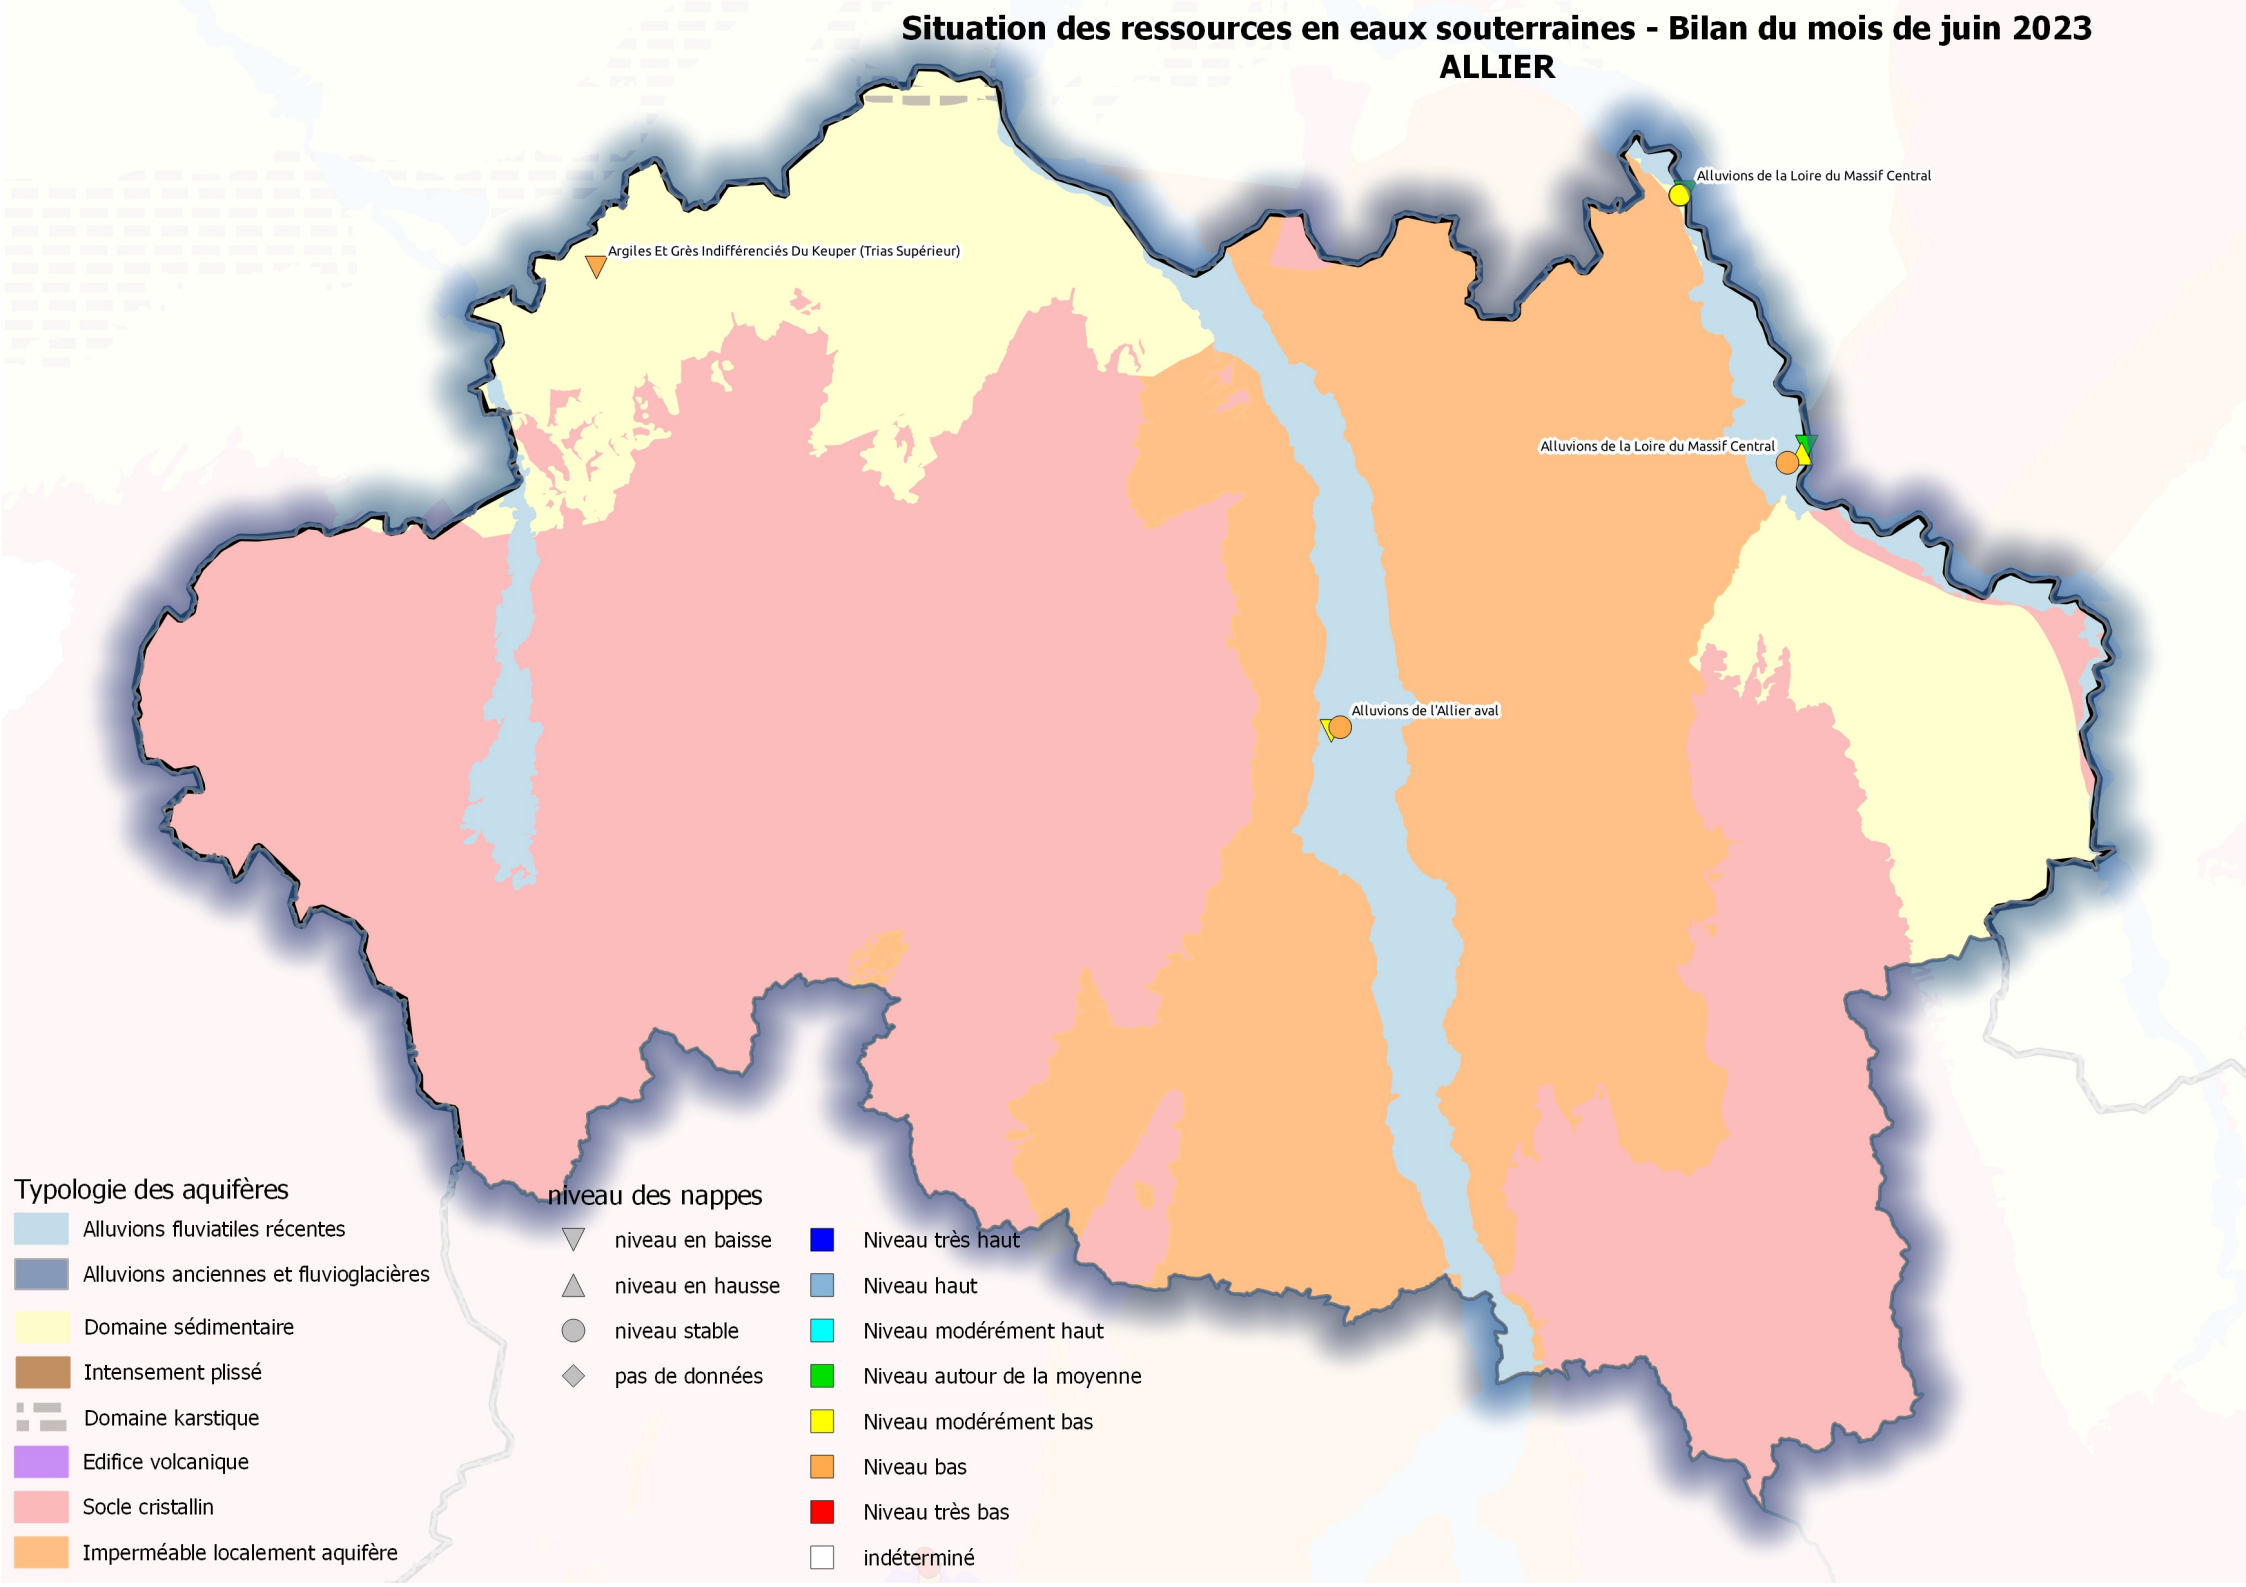 Situation des ressources en eaux souterraines - Bilan du mois de juin 2023
ALLIER
Alluvions de la Loire du Massif Central
Argiles Et Grès Indifférenciés Du Keuper (Trias Supérieur)
Alluvions de la Loire du Massif Central
Alluvions de l'Allier aval
Typologie des aquifères
Alluvions fluviatiles récentes
Alluvions anciennes et fluvioglacières
Domaine sédimentaire
Intensement plissé
Domaine karstique
Edifice volcanique
Socle cristallin
Imperméable localement aquifère
niveau des nappes
niveau en baisse
niveau en hausse
niveau stable
pas de données
Niveau très haut
Niveau haut
Niveau modérément haut
Niveau autour de la moyenne
Niveau modérément bas
Niveau bas
Niveau très bas
indéterminé